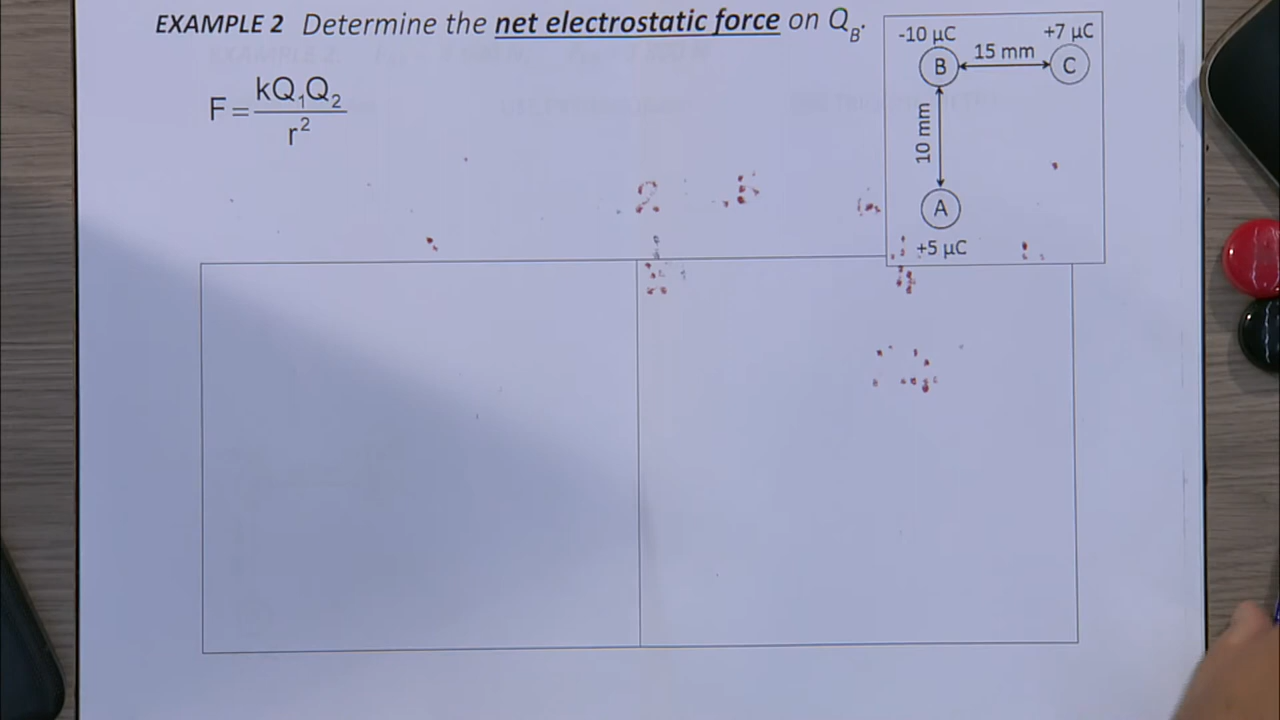 EXAMPLE 2 Determine the net electrostatic force on Q_B.
F = kQ₁Q₂
r²
-10 μC
+7 μC
B
15 mm
C
10 mm
A
+5 μC